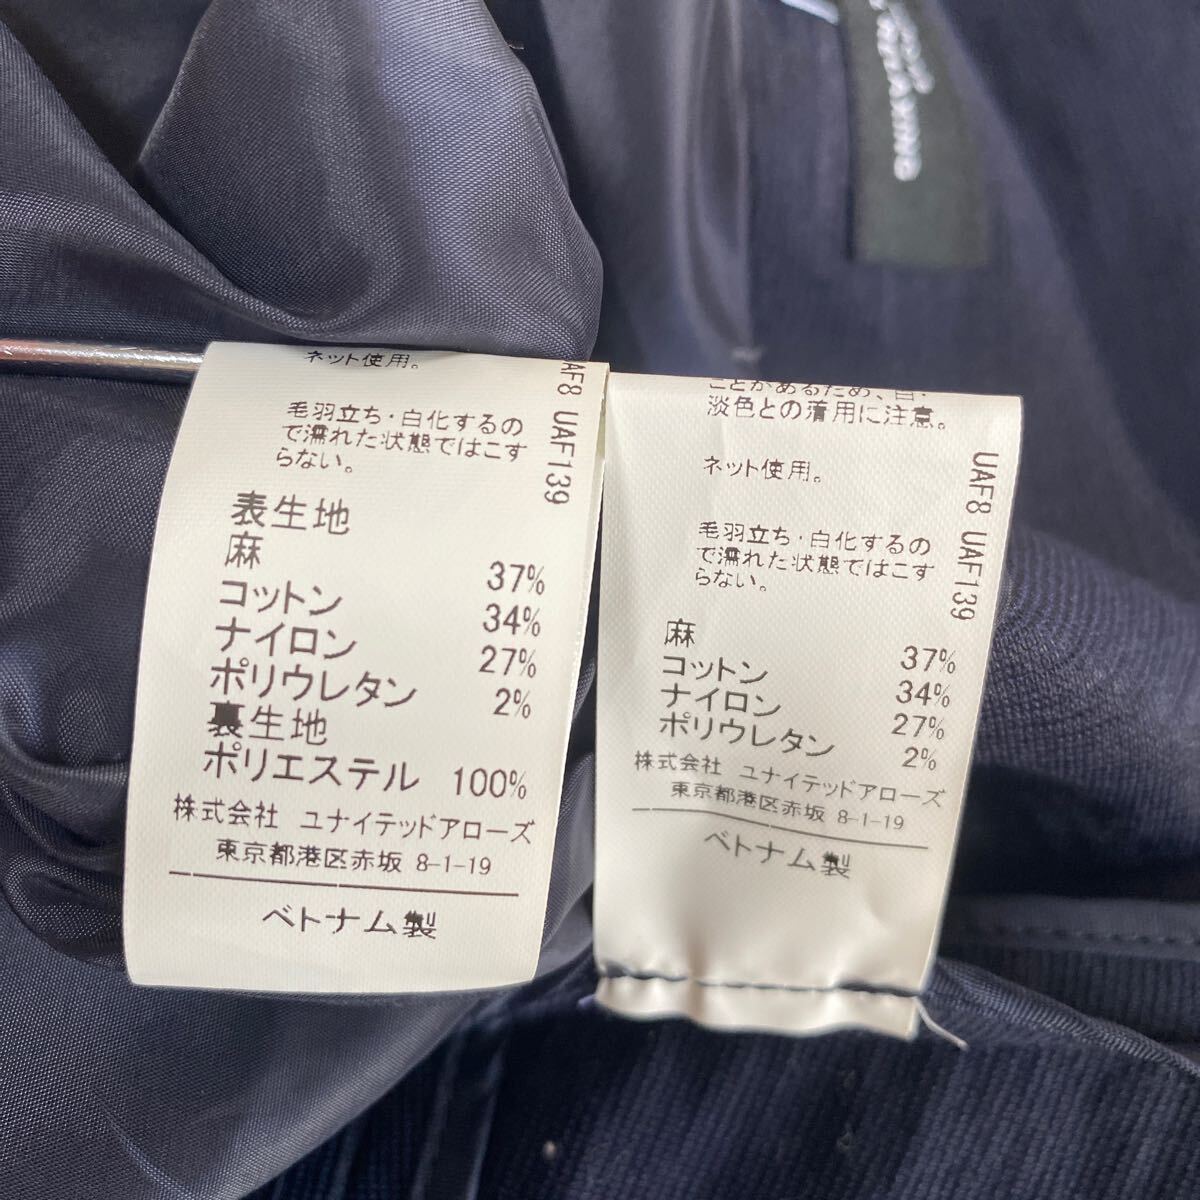 ネット使用。
毛羽立ち・白化するの
で濡れた状態ではこす
らない。
表生地
麻 37%
コットン 34%
ナイロン 27%
ポリウレタン 2%
裏生地
ポリエステル 100%
株式会社 ユナイテッドアローズ
東京都港区赤坂 8-1-19
ベトナム製
UAF8 UAF139
ことがあるため、白・
淡色との着用に注意。
ネット使用。
毛羽立ち・白化するの
で濡れた状態ではこす
らない。
麻 37%
コットン 34%
ナイロン 27%
ポリウレタン 2%
株式会社 ユナイテッドアローズ
東京都港区赤坂 8-1-19
ベトナム製
UAF8 UAF139
RELAXING